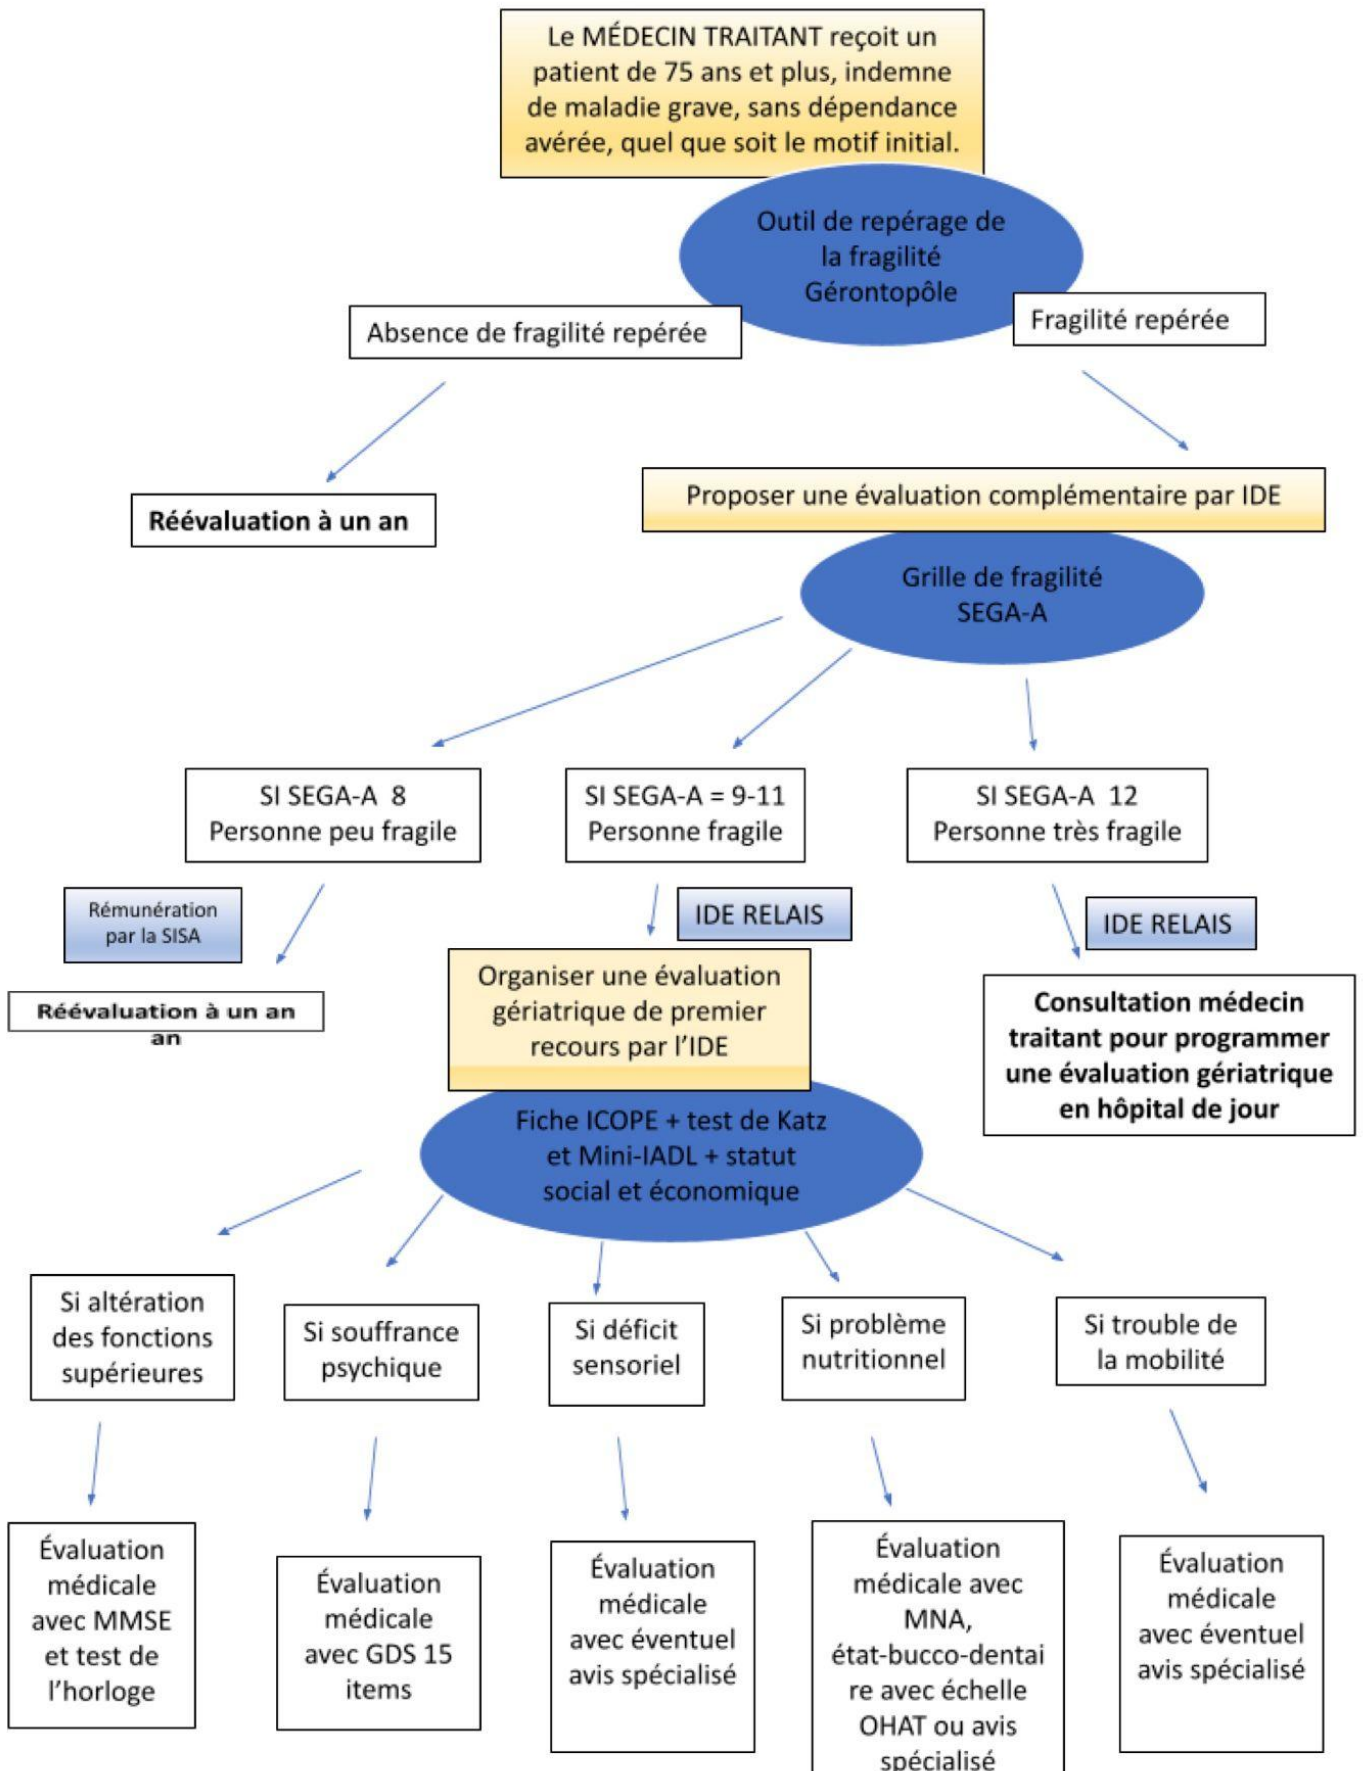 Le MÉDECIN TRAITANT reçoit un
patient de 75 ans et plus, indemne
de maladie grave, sans dépendance
avérée, quel que soit le motif initial.
Outil de repérage de
la fragilité
Gérontopôle
Absence de fragilité repérée
Fragilité repérée
Réévaluation à un an
Proposer une évaluation complémentaire par IDE
Grille de fragilité
SEGA-A
SI SEGA-A 8
Personne peu fragile
SI SEGA-A = 9-11
Personne fragile
SI SEGA-A 12
Personne très fragile
Rémunération
par la SISA
IDE RELAIS
IDE RELAIS
Réévaluation à un an
an
Organiser une évaluation
gériatrique de premier
recours par l'IDE
Consultation médecin
traitant pour programmer
une évaluation gériatrique
en hôpital de jour
Fiche ICOPE + test de Katz
et Mini-IADL + statut
social et économique
Si altération
des fonctions
supérieures
Si souffrance
psychique
Si déficit
sensoriel
Si problème
nutritionnel
Si trouble de
la mobilité
Évaluation
médicale
avec MMSE
et test de
l'horloge
Évaluation
médicale
avec GDS 15
items
Évaluation
médicale
avec éventuel
avis spécialisé
Évaluation
médicale avec
MNA,
état-bucco-dentai
re avec échelle
OHAT ou avis
spécialisé
Évaluation
médicale
avec éventuel
avis spécialisé